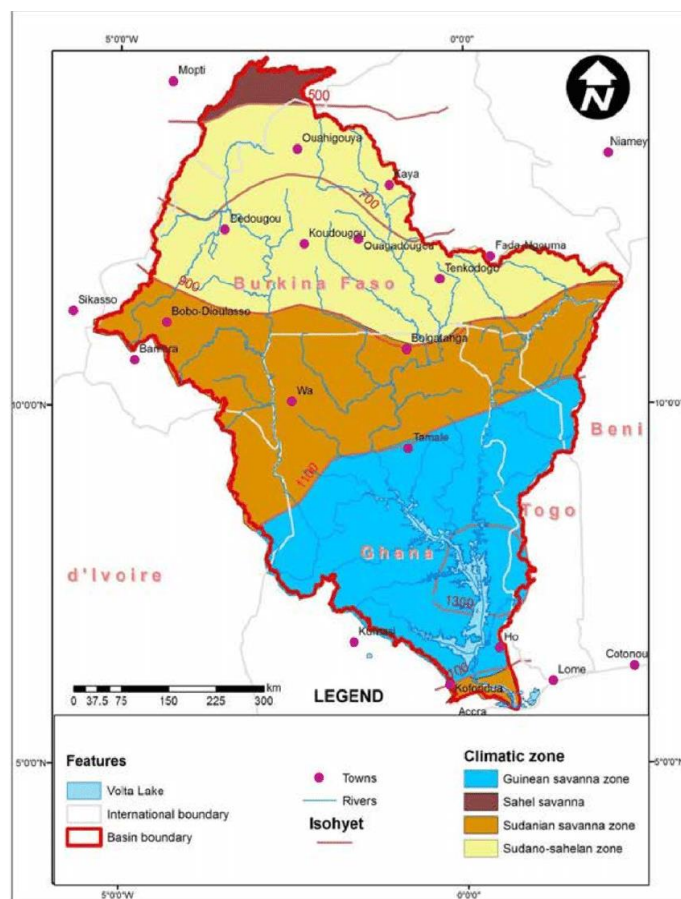 5°0'0"W
0°0'0"
Mopti
N
500
Ouahigouya
Niamey
Kaya
700
Dedougou
Koudougou
Ouagadougou
Fada-Ngouma
Tenkodogo
Burkina Faso
900
Sikasso
Bobo-Dioulasso
Bolgatanga
Banfora
10°0'0"N
Wa
10°0'0"N
Beni
Tamale
1100
Togo
Ghana
d'Ivoire
1300
Kumasi
Ho
Cotonou
Lome
1100
Koforidua
km
0 37.5 75 150 225 300
LEGEND
Accra
Features
Volta Lake
International boundary
Basin boundary
Towns
Rivers
Isohyet
Climatic zone
Guinean savanna zone
Sahel savanna
Sudanian savanna zone
Sudano-sahelan zone
5°0'0"N
5°0'0"N
5°0'0"W
0°0'0"